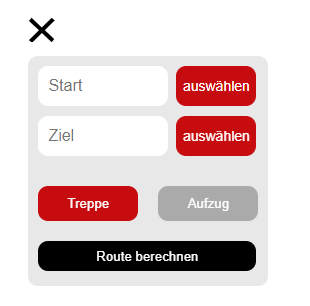 Start auswählen
Ziel auswählen
Treppe Aufzug
Route berechnen